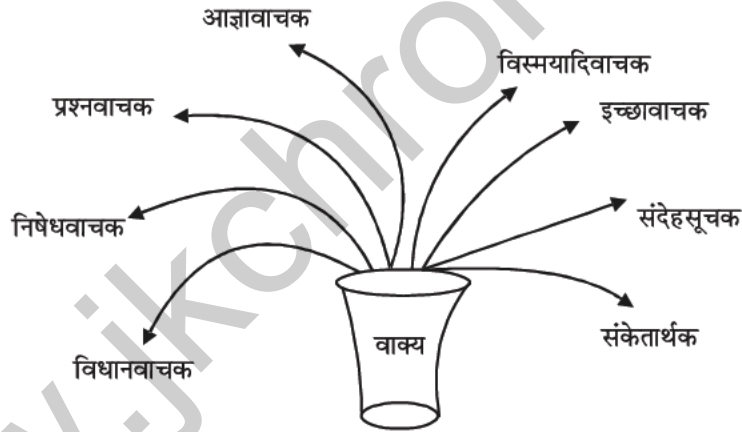 आज्ञावाचक
विस्मयादिवाचक
प्रश्नवाचक
इच्छावाचक
निषेधवाचक
संदेहसूचक
संकेतार्थक
वाक्य
विधानवाचक